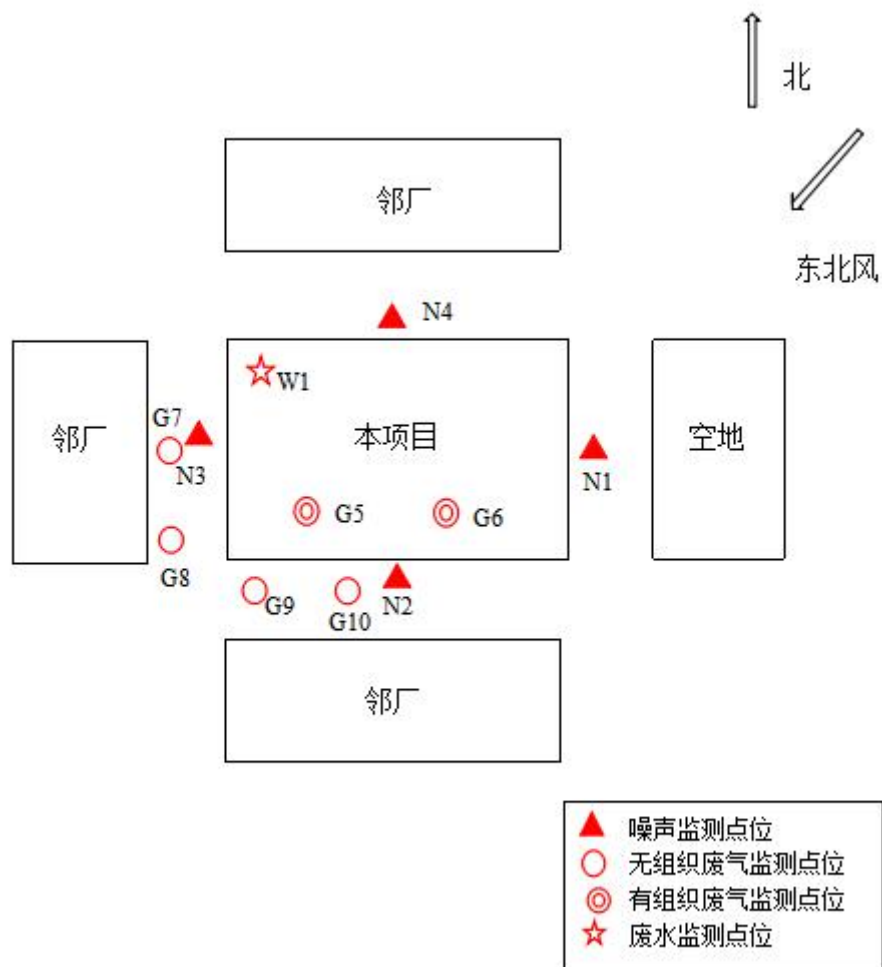 北
邻厂
东北风
N4
W1
G7
邻厂
本项目
空地
N3
N1
G5
G6
G8
G9
N2
G10
邻厂
噪声监测点位
无组织废气监测点位
有组织废气监测点位
废水监测点位